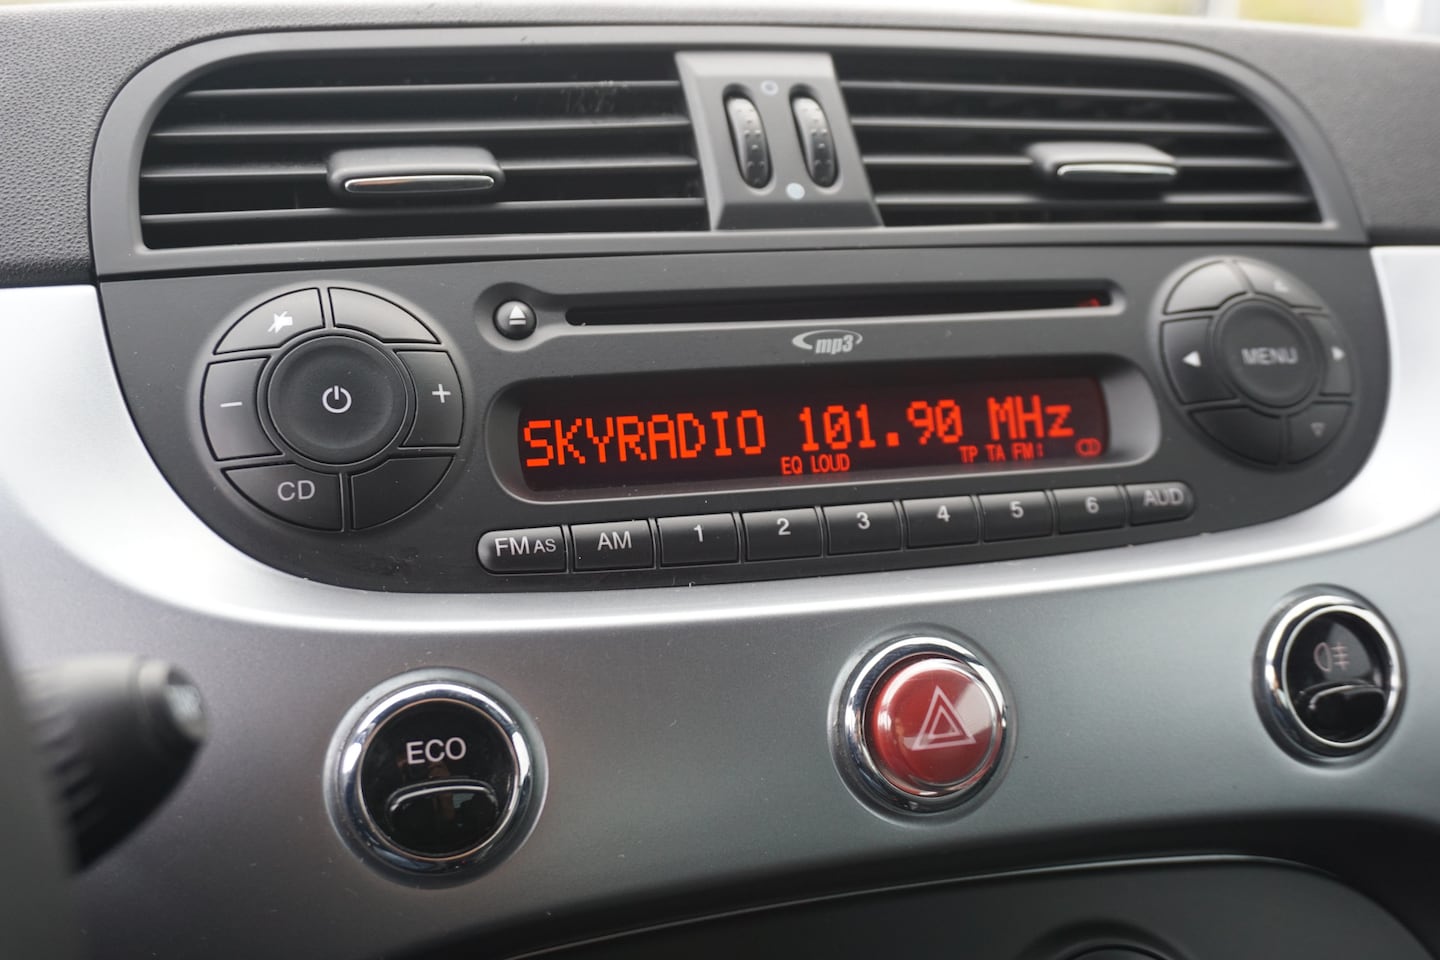 mp3
MENU
SKYRADIO 101.90 MHz
EQ LOUD TP TA FM
CD
FM AS AM 1 2 3 4 5 6 AUD
ECO